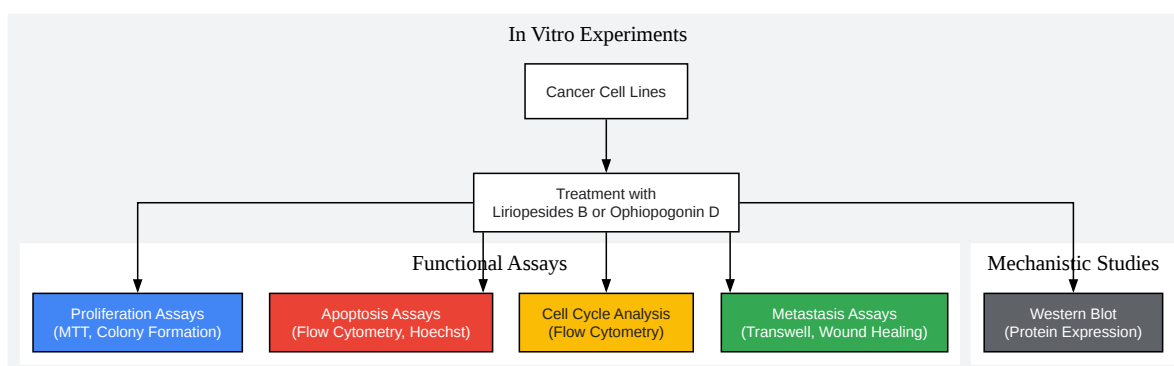 In Vitro Experiments
Cancer Cell Lines
Treatment with
Liriopesides B or Ophiopogonin D
Functional Assays
Mechanistic Studies
Proliferation Assays
(MTT, Colony Formation)
Apoptosis Assays
(Flow Cytometry, Hoechst)
Cell Cycle Analysis
(Flow Cytometry)
Metastasis Assays
(Transwell, Wound Healing)
Western Blot
(Protein Expression)